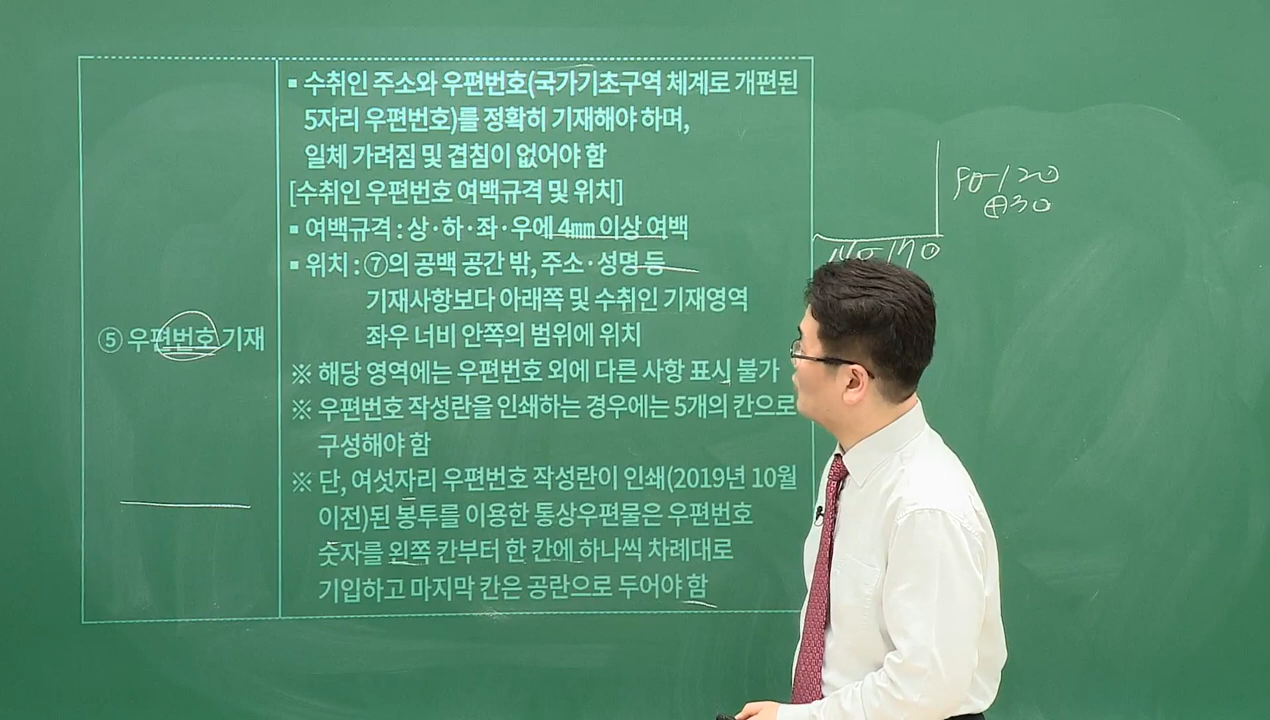 ⑤ 우편번호 기재
▪ 수취인 주소와 우편번호(국가기초구역 체계로 개편된
5자리 우편번호)를 정확히 기재해야 하며,
일체 가려짐 및 겹침이 없어야 함
[수취인 우편번호 여백규격 및 위치]
▪ 여백규격 : 상·하·좌·우에 4㎜ 이상 여백
▪ 위치 : ⑦의 공백 공간 밖, 주소·성명 등
기재사항보다 아래쪽 및 수취인 기재영역
좌우 너비 안쪽의 범위에 위치
※ 해당 영역에는 우편번호 외에 다른 사항 표시 불가
※ 우편번호 작성란을 인쇄하는 경우에는 5개의 칸으로
구성해야 함
※ 단, 여섯자리 우편번호 작성란이 인쇄(2019년 10월
이전)된 봉투를 이용한 통상우편물은 우편번호
숫자를 왼쪽 칸부터 한 칸에 하나씩 차례대로
기입하고 마지막 칸은 공란으로 두어야 함
90-120